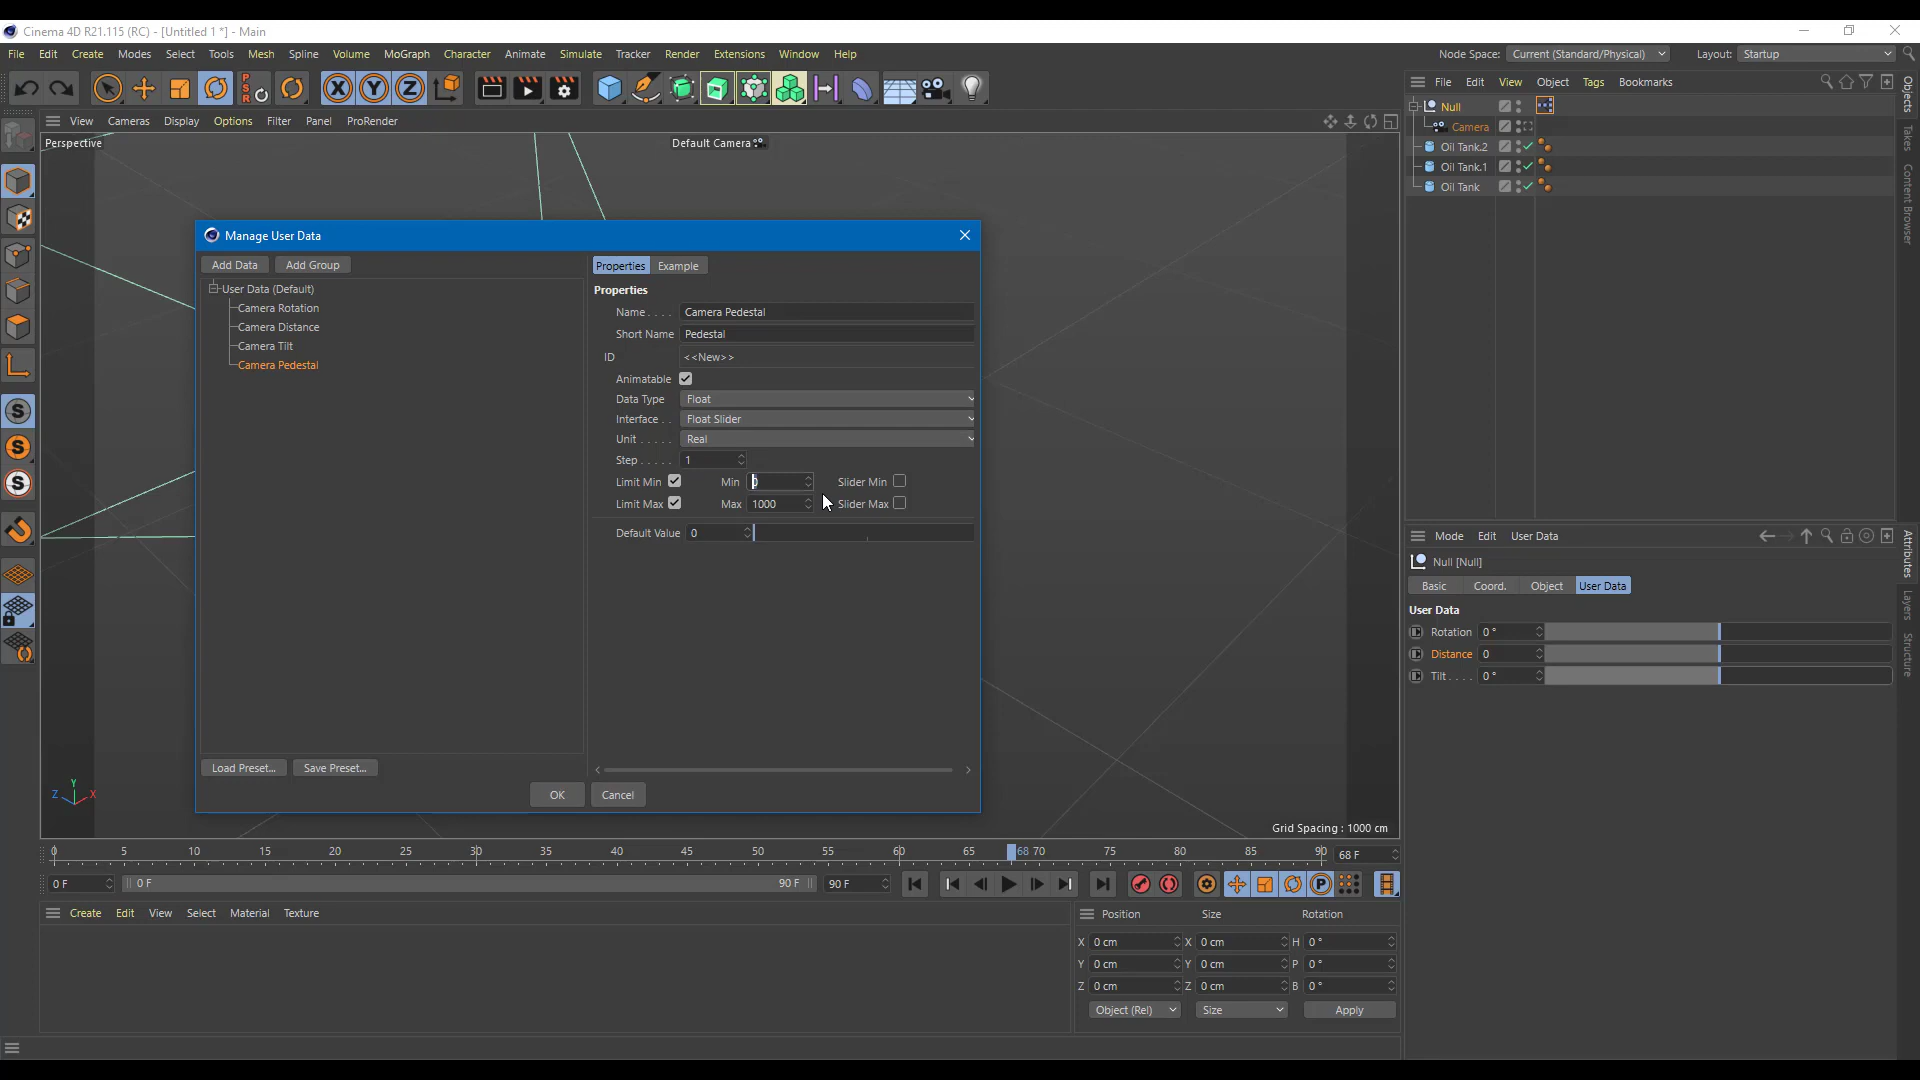 Cinema 4D R21.115 (RC) - [Untitled 1 *] - Main
File Edit Create Modes Select Tools Mesh Spline Volume MoGraph Character Animate Simulate Tracker Render Extensions Window Help
Node Space: Current (Standard/Physical) Layout: Startup
X Y Z
PSR
File Edit View Object Tags Bookmarks
View Cameras Display Options Filter Panel ProRender
Perspective
Default Camera
Null
Camera
Oil Tank.2
Oil Tank.1
Oil Tank
Objects
Takes
Content Browser
Manage User Data
Add Data Add Group
User Data (Default)
Camera Rotation
Camera Distance
Camera Tilt
Camera Pedestal
Load Preset... Save Preset...
Properties Example
Properties
Name . . . . Camera Pedestal
Short Name Pedestal
ID <<New>>
Animatable
Data Type Float
Interface . . Float Slider
Unit . . . . . Real
Step . . . . . 1
Limit Min Min 0 Slider Min
Limit Max Max 1000 Slider Max
Default Value 0
OK Cancel
Mode Edit User Data
Null [Null]
Basic Coord. Object User Data
User Data
Rotation 0 °
Distance 0
Tilt . . . . 0 °
Attributes
Layers
Structure
Z Y X
Grid Spacing : 1000 cm
0 5 10 15 20 25 30 35 40 45 50 55 60 65 68 70 75 80 85 90
68 F
0 F 0 F 90 F 90 F
P
Create Edit View Select Material Texture
Position Size Rotation
X 0 cm X 0 cm H 0 °
Y 0 cm Y 0 cm P 0 °
Z 0 cm Z 0 cm B 0 °
Object (Rel) Size Apply